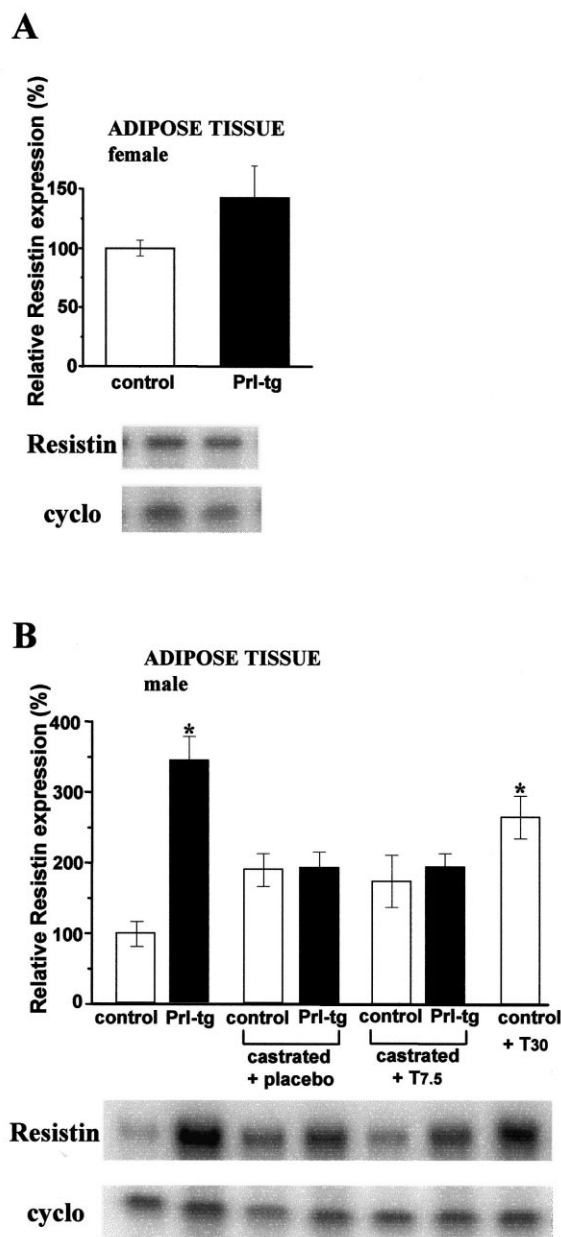 A
ADIPOSE TISSUE
female
Relative Resistin expression (%)
150
100
50
0
control Prl-tg
Resistin
cyclo
B
ADIPOSE TISSUE
male
Relative Resistin expression (%)
400
300
200
100
0
*
*
control Prl-tg control Prl-tg control Prl-tg control
castrated + placebo
castrated + T7.5
+ T30
Resistin
cyclo